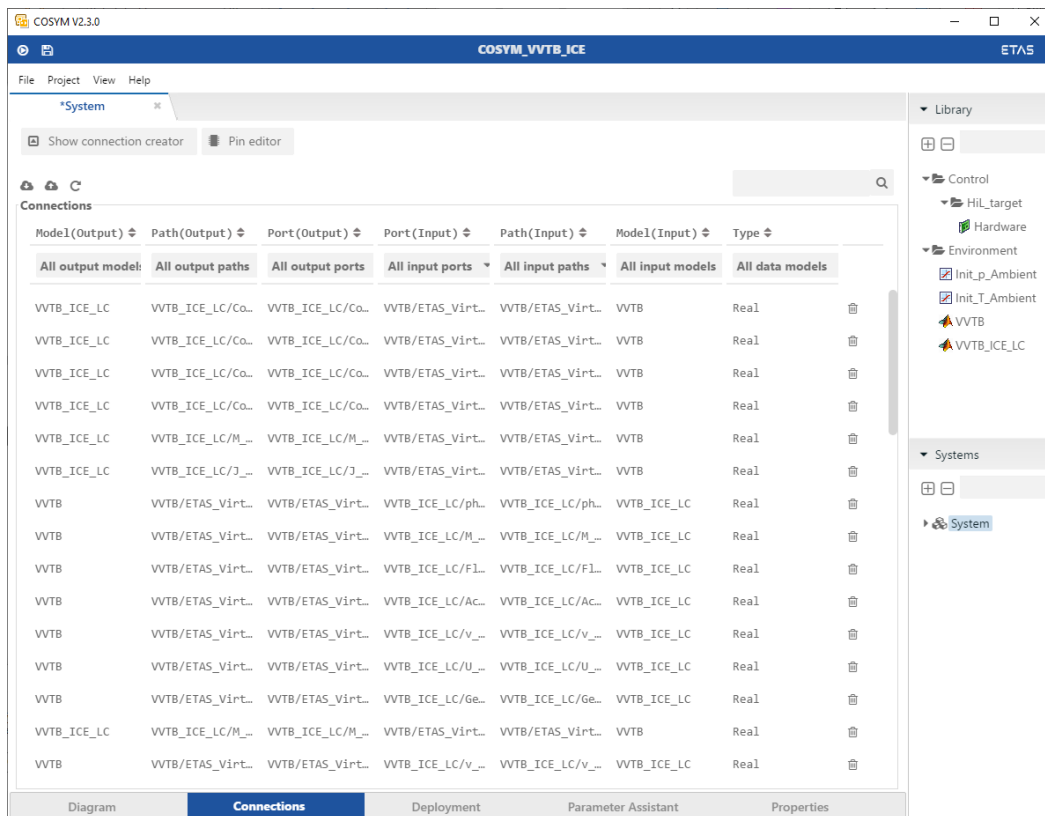 COSYM V2.3.0
COSYM_VVTB_ICE
ETAS
File Project View Help
*System
Show connection creator Pin editor
Connections
Model(Output) Path(Output) Port(Output) Port(Input) Path(Input) Model(Input) Type
All output models All output paths All output ports All input ports All input paths All input models All data models
VVTB_ICE_LC VVTB_ICE_LC/Co… VVTB_ICE_LC/Co… VVTB/ETAS_Virt… VVTB/ETAS_Virt… VVTB Real
VVTB_ICE_LC VVTB_ICE_LC/Co… VVTB_ICE_LC/Co… VVTB/ETAS_Virt… VVTB/ETAS_Virt… VVTB Real
VVTB_ICE_LC VVTB_ICE_LC/Co… VVTB_ICE_LC/Co… VVTB/ETAS_Virt… VVTB/ETAS_Virt… VVTB Real
VVTB_ICE_LC VVTB_ICE_LC/Co… VVTB_ICE_LC/Co… VVTB/ETAS_Virt… VVTB/ETAS_Virt… VVTB Real
VVTB_ICE_LC VVTB_ICE_LC/M_… VVTB_ICE_LC/M_… VVTB/ETAS_Virt… VVTB/ETAS_Virt… VVTB Real
VVTB_ICE_LC VVTB_ICE_LC/J_… VVTB_ICE_LC/J_… VVTB/ETAS_Virt… VVTB/ETAS_Virt… VVTB Real
VVTB VVTB/ETAS_Virt… VVTB/ETAS_Virt… VVTB_ICE_LC/ph… VVTB_ICE_LC/ph… VVTB_ICE_LC Real
VVTB VVTB/ETAS_Virt… VVTB/ETAS_Virt… VVTB_ICE_LC/M_… VVTB_ICE_LC/M_… VVTB_ICE_LC Real
VVTB VVTB/ETAS_Virt… VVTB/ETAS_Virt… VVTB_ICE_LC/Fl… VVTB_ICE_LC/Fl… VVTB_ICE_LC Real
VVTB VVTB/ETAS_Virt… VVTB/ETAS_Virt… VVTB_ICE_LC/Ac… VVTB_ICE_LC/Ac… VVTB_ICE_LC Real
VVTB VVTB/ETAS_Virt… VVTB/ETAS_Virt… VVTB_ICE_LC/v_… VVTB_ICE_LC/v_… VVTB_ICE_LC Real
VVTB VVTB/ETAS_Virt… VVTB/ETAS_Virt… VVTB_ICE_LC/U_… VVTB_ICE_LC/U_… VVTB_ICE_LC Real
VVTB VVTB/ETAS_Virt… VVTB/ETAS_Virt… VVTB_ICE_LC/Ge… VVTB_ICE_LC/Ge… VVTB_ICE_LC Real
VVTB_ICE_LC VVTB_ICE_LC/M_… VVTB_ICE_LC/M_… VVTB/ETAS_Virt… VVTB/ETAS_Virt… VVTB Real
VVTB VVTB/ETAS_Virt… VVTB/ETAS_Virt… VVTB_ICE_LC/v_… VVTB_ICE_LC/v_… VVTB_ICE_LC Real
Diagram Connections Deployment Parameter Assistant Properties
Library
Control
HiL_target
Hardware
Environment
Init_p_Ambient
Init_T_Ambient
VVTB
VVTB_ICE_LC
Systems
System